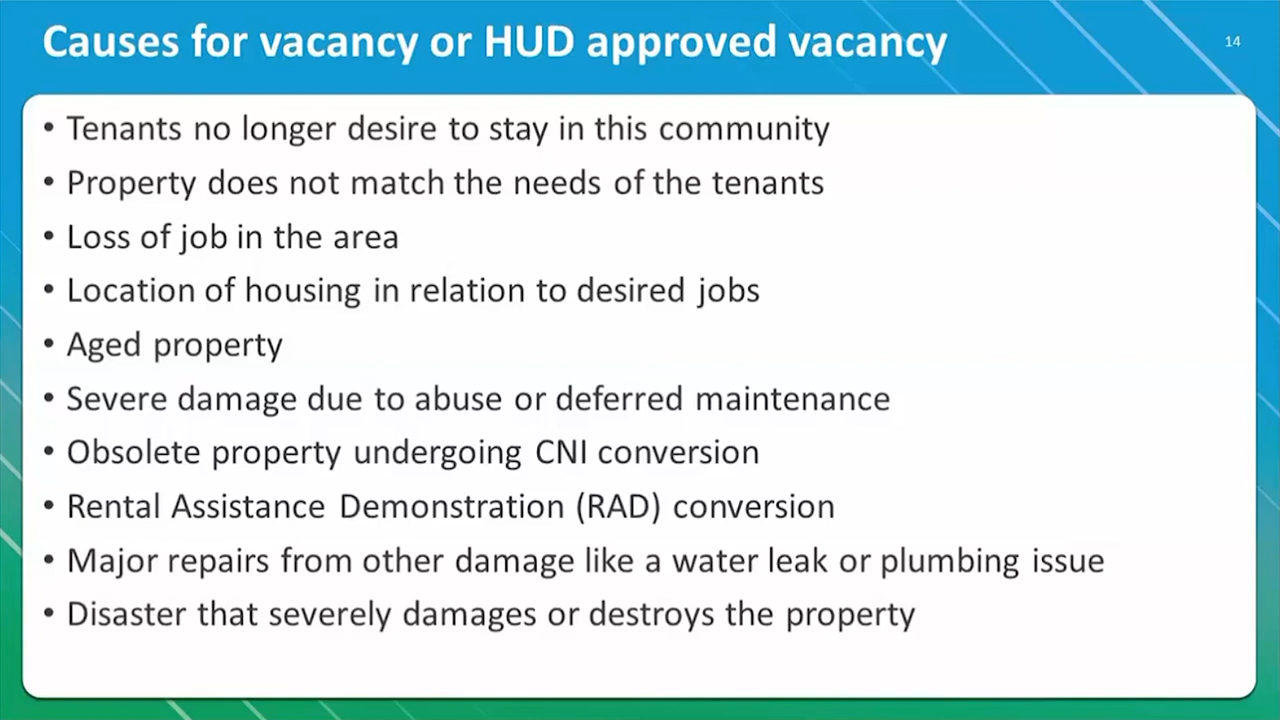 Causes for vacancy or HUD approved vacancy
14
• Tenants no longer desire to stay in this community
• Property does not match the needs of the tenants
• Loss of job in the area
• Location of housing in relation to desired jobs
• Aged property
• Severe damage due to abuse or deferred maintenance
• Obsolete property undergoing CNI conversion
• Rental Assistance Demonstration (RAD) conversion
• Major repairs from other damage like a water leak or plumbing issue
• Disaster that severely damages or destroys the property